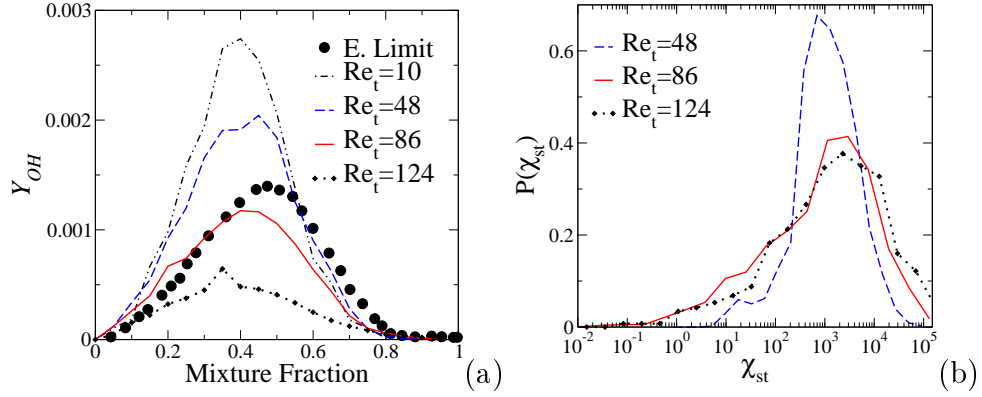 0.003
0.002
0.001
0
Y_OH
E. Limit
Re_t=10
Re_t=48
Re_t=86
Re_t=124
0 0.2 0.4 0.6 0.8 1
Mixture Fraction
(a)
0.6
0.4
0.2
0
P(χ_st)
Re_t=48
Re_t=86
Re_t=124
10^-2 10^-1 10^0 10^1 10^2 10^3 10^4 10^5
χ_st
(b)